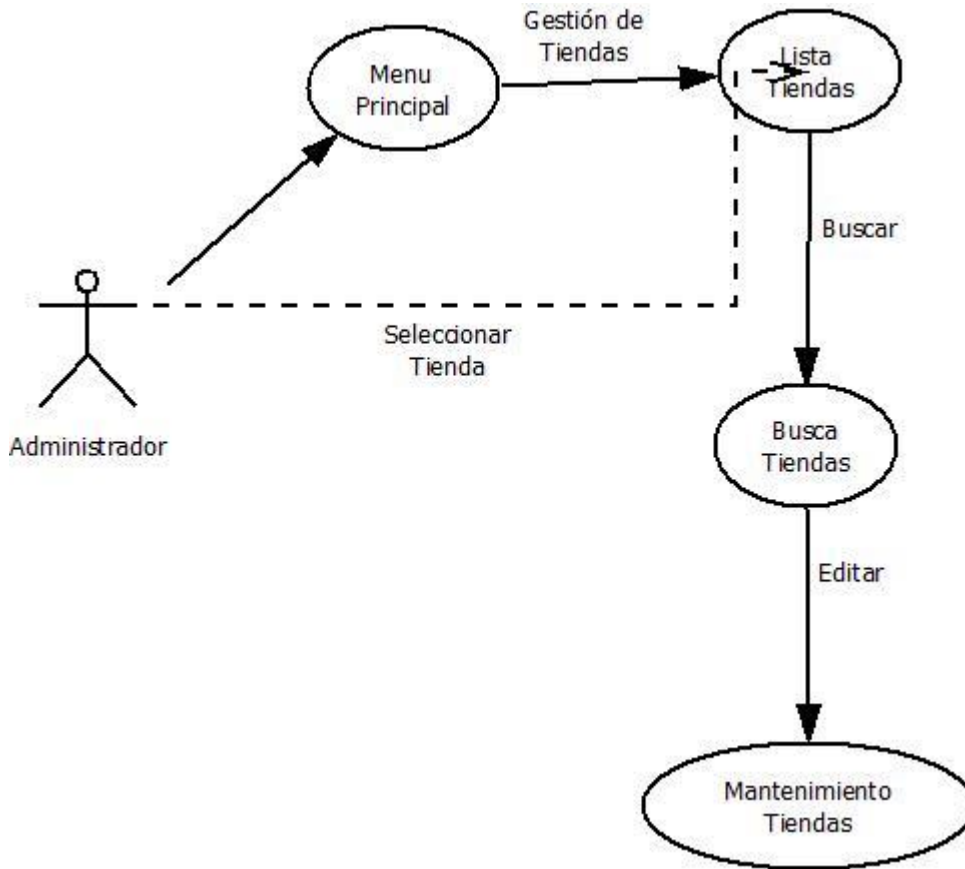 Gestión de
Tiendas
Menu
Principal
Lista
Tiendas
Buscar
Seleccionar
Tienda
Administrador
Busca
Tiendas
Editar
Mantenimiento
Tiendas